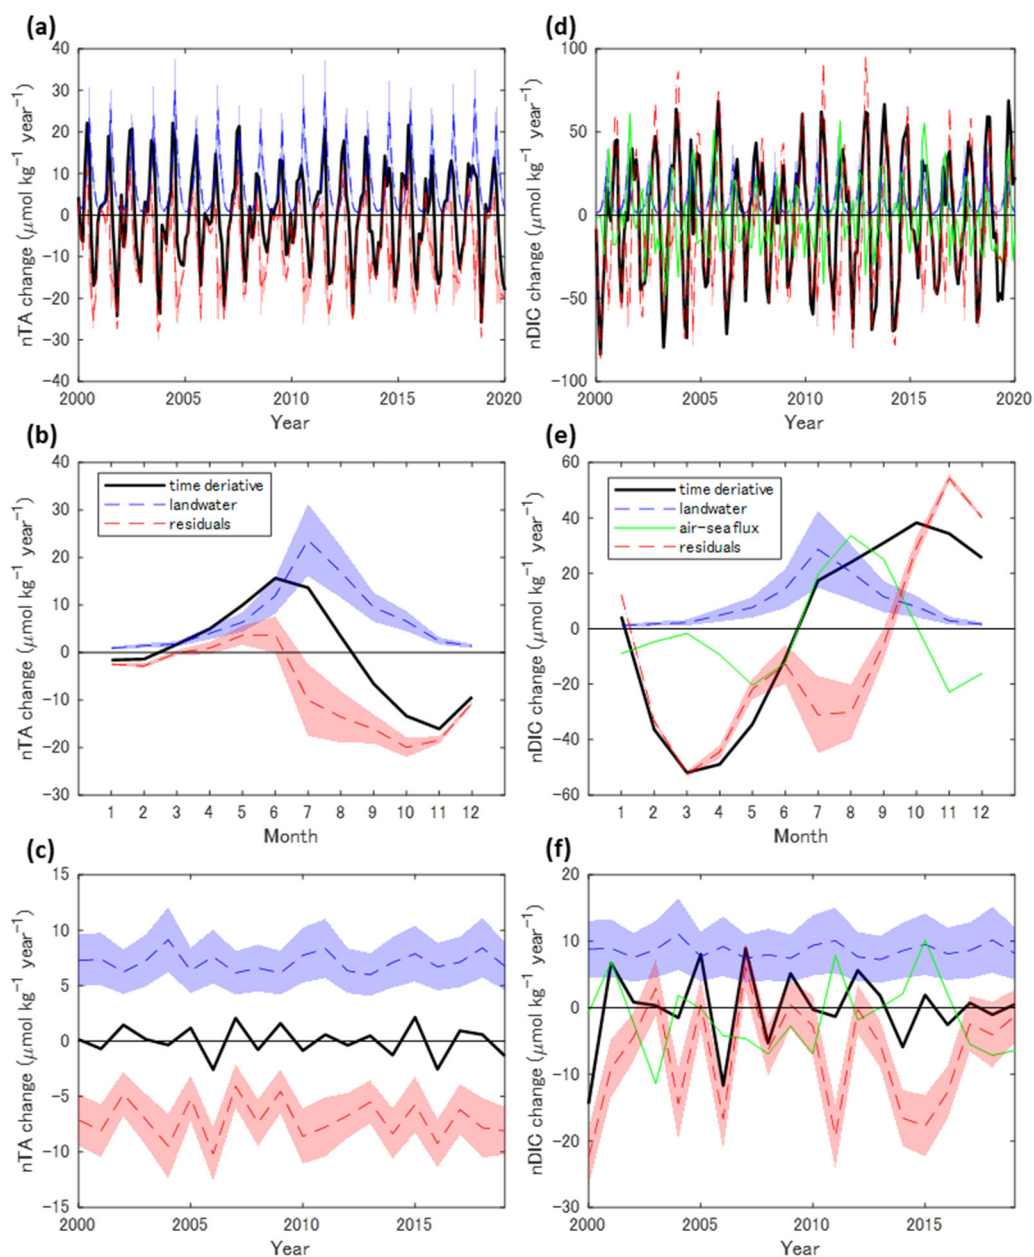 (a)
40
30
20
10
0
-10
-20
-30
-40
nTA change (μmol kg⁻¹ year⁻¹)
2000 2005 2010 2015 2020
Year
(d)
100
50
0
-50
-100
nDIC change (μmol kg⁻¹ year⁻¹)
2000 2005 2010 2015 2020
Year
(b)
40
30
20
10
0
-10
-20
-30
nTA change (μmol kg⁻¹ year⁻¹)
time deriative
landwater
residuals
1 2 3 4 5 6 7 8 9 10 11 12
Month
(e)
60
40
20
0
-20
-40
-60
nDIC change (μmol kg⁻¹ year⁻¹)
time deriative
landwater
air-sea flux
residuals
1 2 3 4 5 6 7 8 9 10 11 12
Month
(c)
15
10
5
0
-5
-10
-15
nTA change (μmol kg⁻¹ year⁻¹)
2000 2005 2010 2015
Year
(f)
20
10
0
-10
-20
-30
nDIC change (μmol kg⁻¹ year⁻¹)
2000 2005 2010 2015
Year